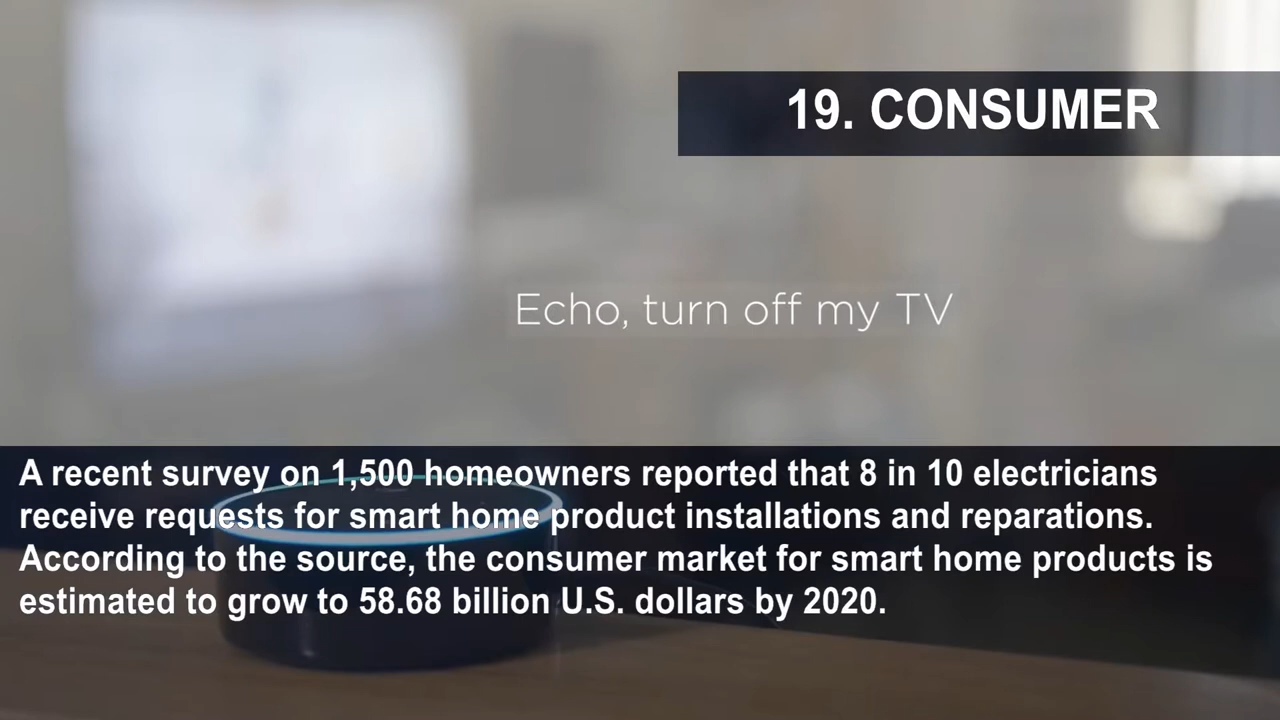 19. CONSUMER
Echo, turn off my TV
A recent survey on 1,500 homeowners reported that 8 in 10 electricians
receive requests for smart home product installations and reparations.
According to the source, the consumer market for smart home products is
estimated to grow to 58.68 billion U.S. dollars by 2020.